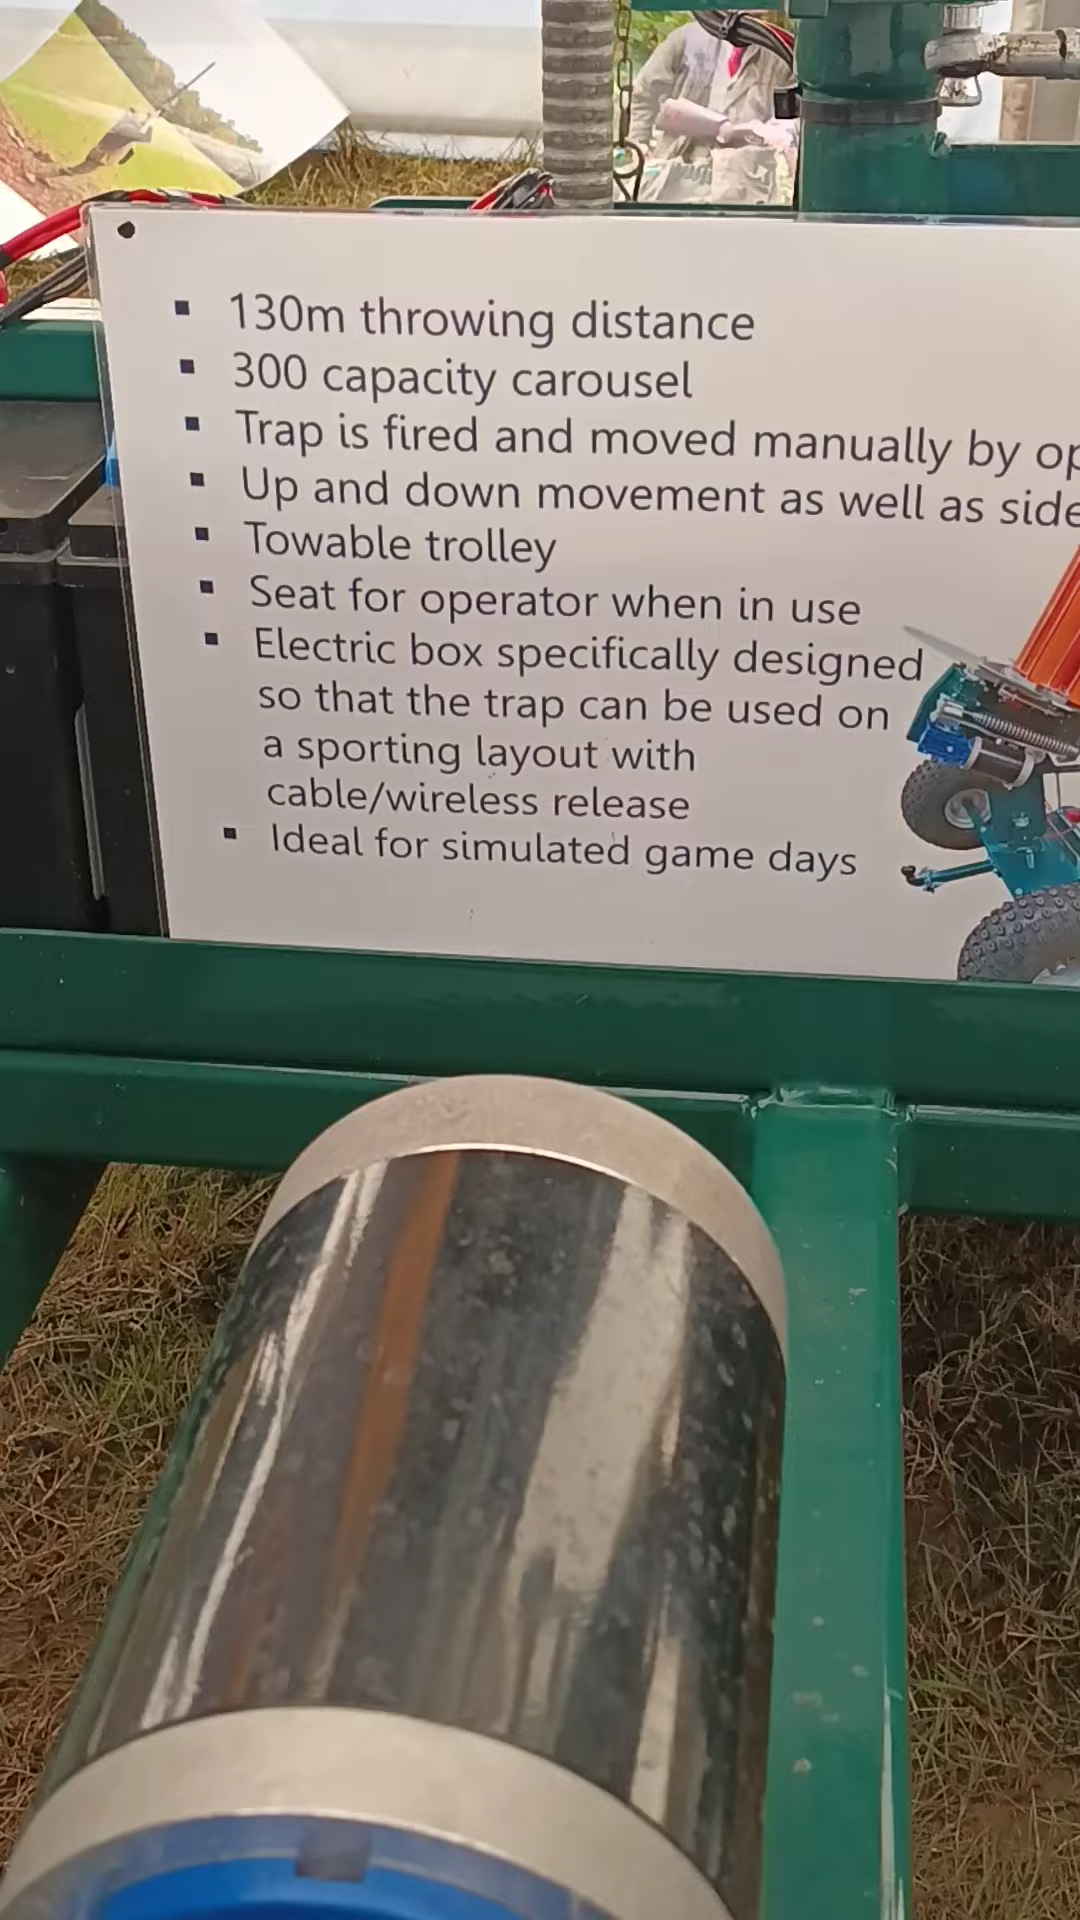 ▪ 130m throwing distance
▪ 300 capacity carousel
▪ Trap is fired and moved manually by
▪ Up and down movement as well as
▪ Towable trolley
▪ Seat for operator when in use
▪ Electric box specifically designed
so that the trap can be used on
a sporting layout with
cable/wireless release
▪ Ideal for simulated game days